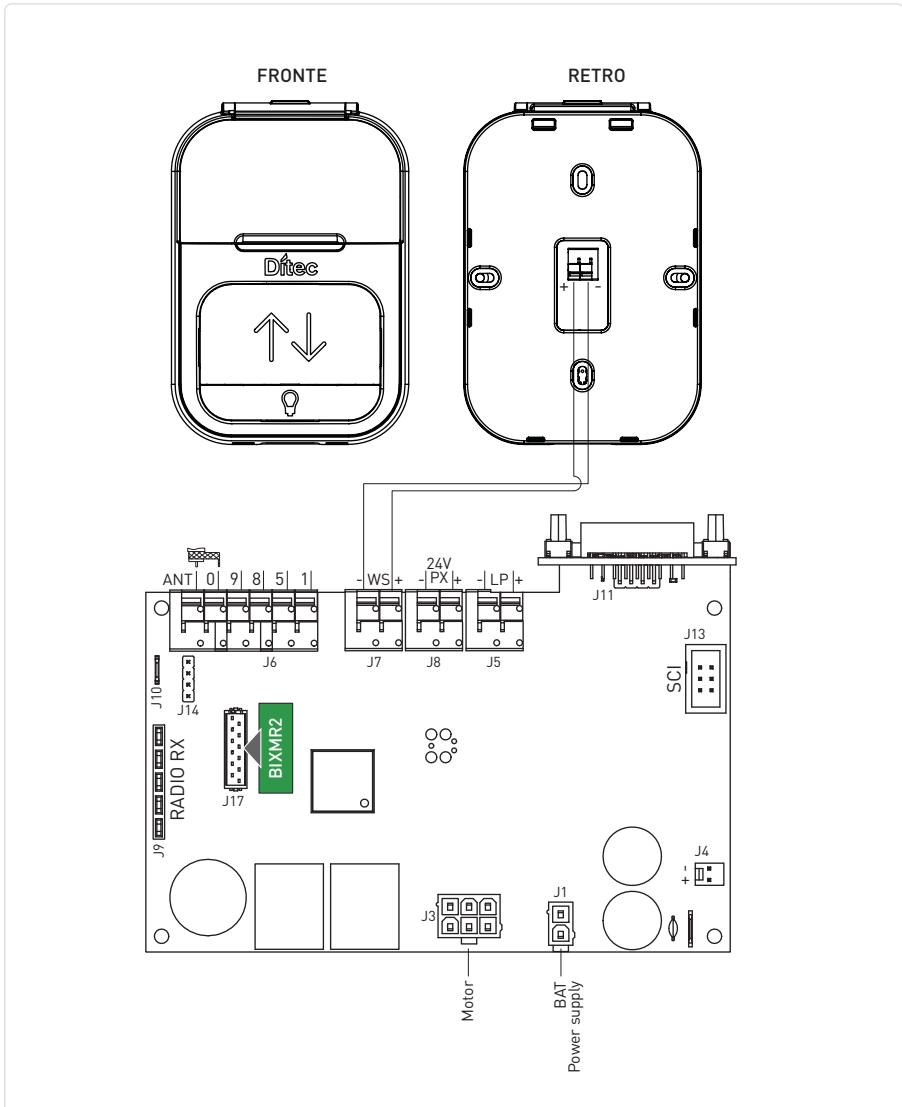 FRONTE
RETRO
Ditec
+ -
ANT 0 9 8 5 1
- WS +
24V
- PX +
- LP +
J11
J6
J7
J8
J5
J13
SCI
J10
J14
RADIO RX
J9
J17
BIXMR2
J4
- +
J3
J1
Motor
BAT
Power supply